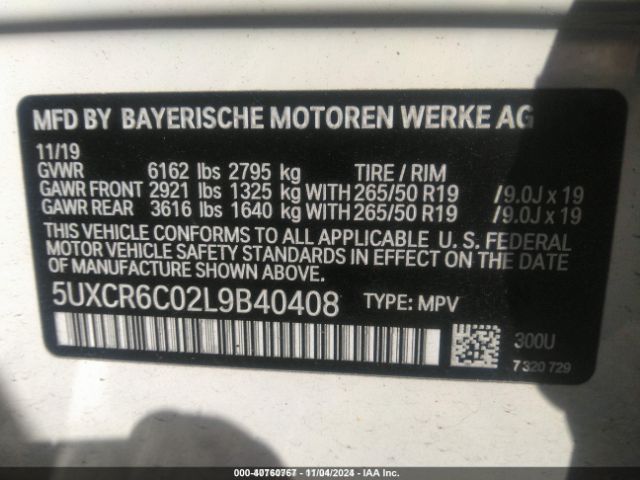 MFD BY BAYERISCHE MOTOREN WERKE AG
11/19
GVWR 6162 lbs 2795 kg TIRE / RIM
GAWR FRONT 2921 lbs 1325 kg WITH 265/50 R19 /9.0J x 19
GAWR REAR 3616 lbs 1640 kg WITH 265/50 R19 /9.0J x 19
THIS VEHICLE CONFORMS TO ALL APPLICABLE U.S. FEDERAL
MOTOR VEHICLE SAFETY STANDARDS IN EFFECT ON THE DATE
OF MANUFACTURE SHOWN ABOVE.
5UXCR6C02L9B40408 TYPE: MPV
300U
7320729
000-40760767 - 11/04/2024 - IAA Inc.